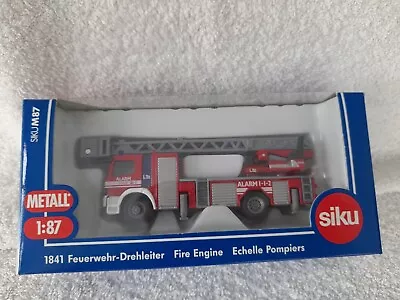 SIKU M87
METALL
1:87
ALARM
ALARM 1-1-2
siku
1841 Feuerwehr-Drehleiter Fire Engine Echelle Pompiers